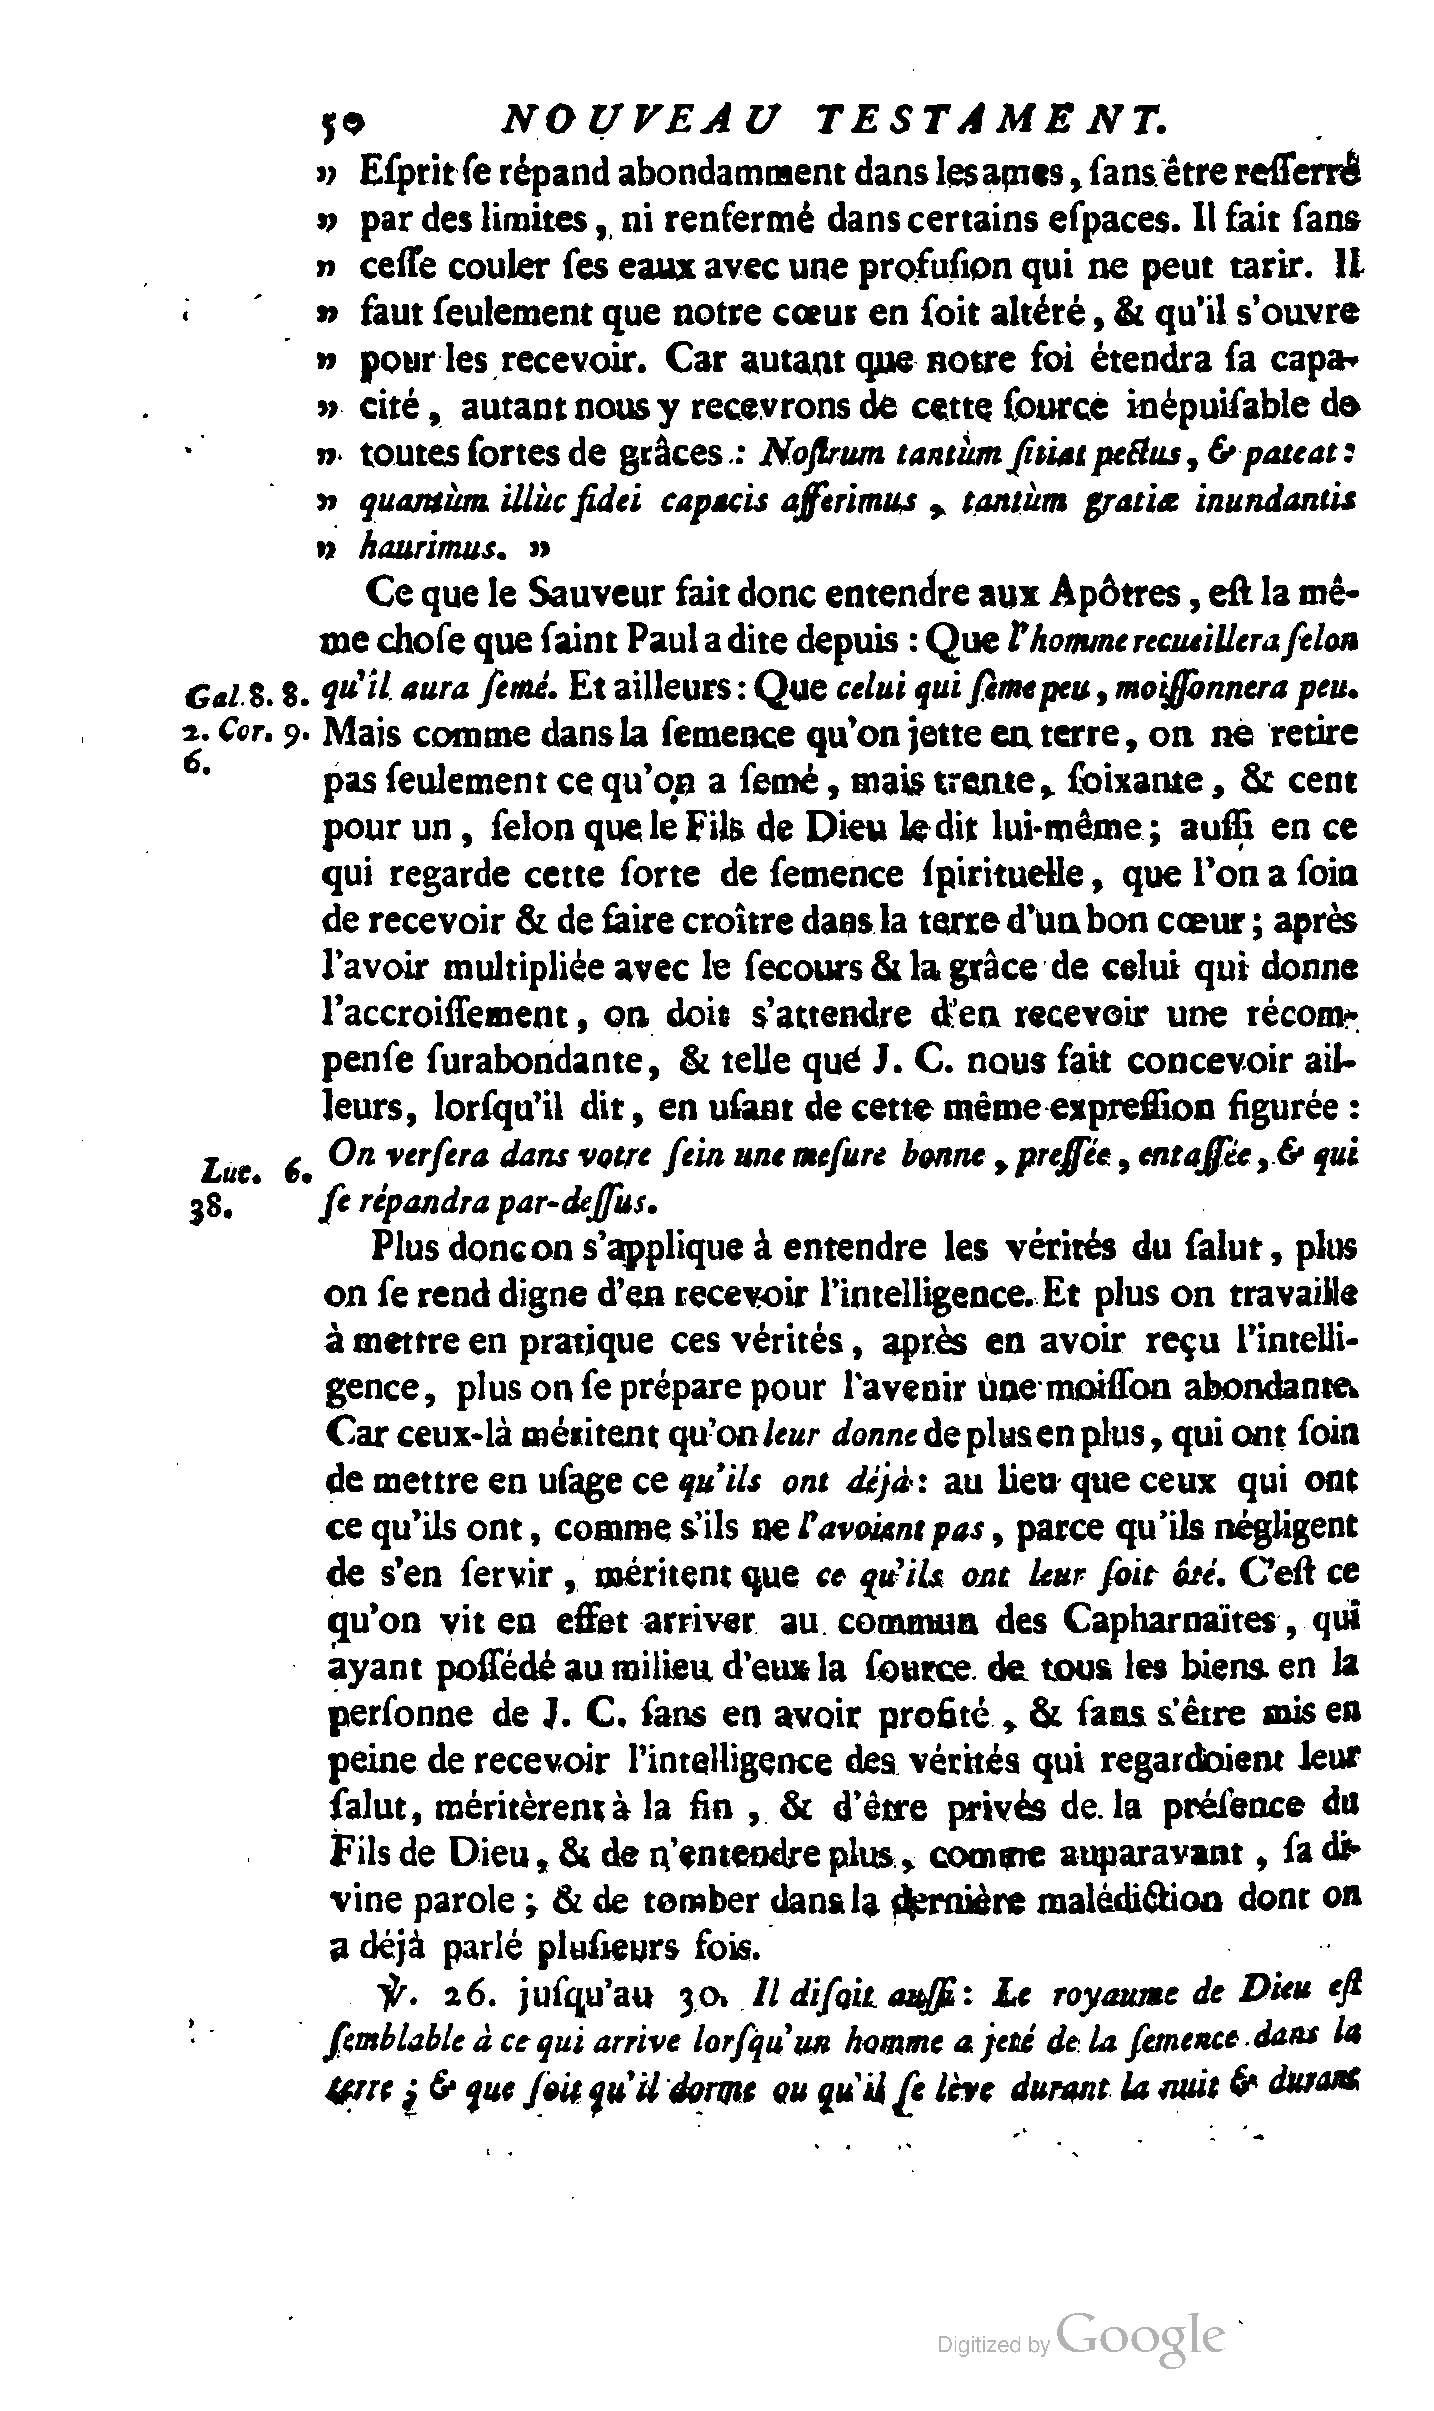 50 NOUVEAU TESTAMENT.
„ Eſprit ſe répand abondamment dans les ames, ſans être reſſerré
„ par des limites, ni renfermé dans certains eſpaces. Il fait ſans
„ ceſſe couler ſes eaux avec une profuſion qui ne peut tarir. Il
„ faut ſeulement que notre cœur en ſoit altéré, & qu'il s'ouvre
„ pour les recevoir. Car autant que notre foi étendra ſa capa-
„ cité, autant nous y recevrons de cette ſource inépuiſable de
„ toutes ſortes de grâces : Noſtrum tantùm ſitiat pectus, & pateat :
„ quantùm illùc fidei capacis afferimus, tantùm gratiæ inundantis
„ haurimus. „
Ce que le Sauveur fait donc entendre aux Apôtres, eſt la mê-
me choſe que ſaint Paul a dite depuis : Que l'homme recueillera ſelon
Gal. 8. 8. qu'il aura ſemé. Et ailleurs : Que celui qui ſeme peu, moiſſonnera peu.
2. Cor. 9. Mais comme dans la ſemence qu'on jette en terre, on ne retire
6.
pas ſeulement ce qu'on a ſemé, mais trente, ſoixante, & cent
pour un, ſelon que le Fils de Dieu le dit lui-même ; auſſi en ce
qui regarde cette ſorte de ſemence ſpirituelle, que l'on a ſoin
de recevoir & de faire croître dans la terre d'un bon cœur ; après
l'avoir multipliée avec le ſecours & la grâce de celui qui donne
l'accroiſſement, on doit s'attendre d'en recevoir une récom-
penſe ſurabondante, & telle que J. C. nous fait concevoir ail-
leurs, lorſqu'il dit, en uſant de cette même expreſſion figurée :
Luc. 6. On verſera dans votre ſein une meſure bonne, preſſée, entaſſée, & qui
38. ſe répandra par-deſſus.
Plus donc on s'applique à entendre les vérités du ſalut, plus
on ſe rend digne d'en recevoir l'intelligence. Et plus on travaille
à mettre en pratique ces vérités, après en avoir reçu l'intelli-
gence, plus on ſe prépare pour l'avenir une moiſſon abondante.
Car ceux-là méritent qu'on leur donne de plus en plus, qui ont ſoin
de mettre en uſage ce qu'ils ont déjà : au lieu que ceux qui ont
ce qu'ils ont, comme s'ils ne l'avoient pas, parce qu'ils négligent
de s'en ſervir, méritent que ce qu'ils ont leur ſoit ôté. C'eſt ce
qu'on vit en effet arriver au commun des Capharnaïtes, qui
ayant poſſédé au milieu d'eux la ſource de tous les biens en la
perſonne de J. C. ſans en avoir profité, & ſans s'être mis en
peine de recevoir l'intelligence des vérités qui regardoient leur
ſalut, méritèrent à la fin, & d'être privés de la préſence du
Fils de Dieu, & de n'entendre plus, comme auparavant, ſa di-
vine parole ; & de tomber dans la dernière malédiction dont on
a déjà parlé pluſieurs fois.
℣. 26. juſqu'au 30. Il diſoit auſſi : Le royaume de Dieu eſt
ſemblable à ce qui arrive lorſqu'un homme a jeté de la ſemence dans la
terre ; & que ſoit qu'il dorme ou qu'il ſe lève durant la nuit & durant
Digitized by Google